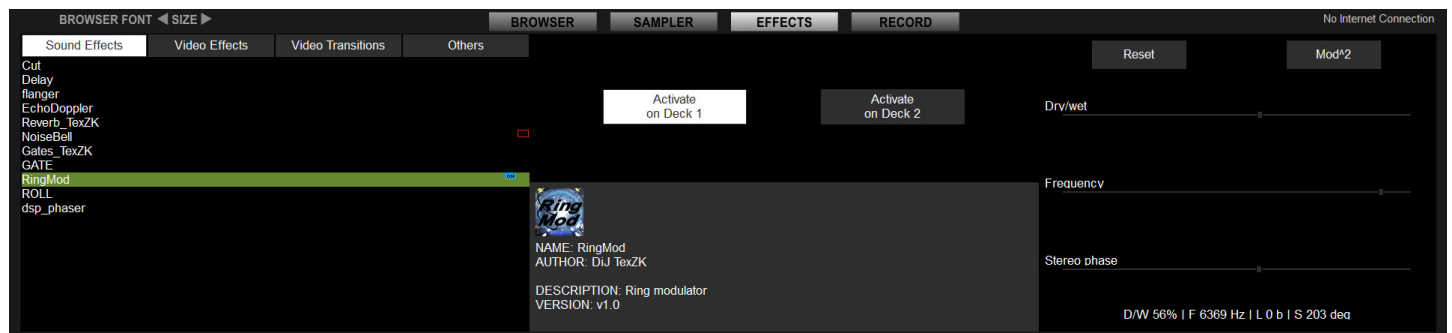 BROWSER FONT ◀ SIZE ▶ BROWSER SAMPLER EFFECTS RECORD No Internet Connection
Sound Effects Video Effects Video Transitions Others
Reset Mod^2
Cut
Delay
flanger
EchoDoppler
Reverb_TexZK
NoiseBell
Gates_TexZK
GATE
RingMod ON
ROLL
dsp_phaser
Activate
on Deck 1
Activate
on Deck 2
Ring
Mod
NAME: RingMod
AUTHOR: DiJ TexZK
DESCRIPTION: Ring modulator
VERSION: v1.0
Dry/wet
Frequency
Stereo phase
D/W 56% | F 6369 Hz | L 0 b | S 203 deg